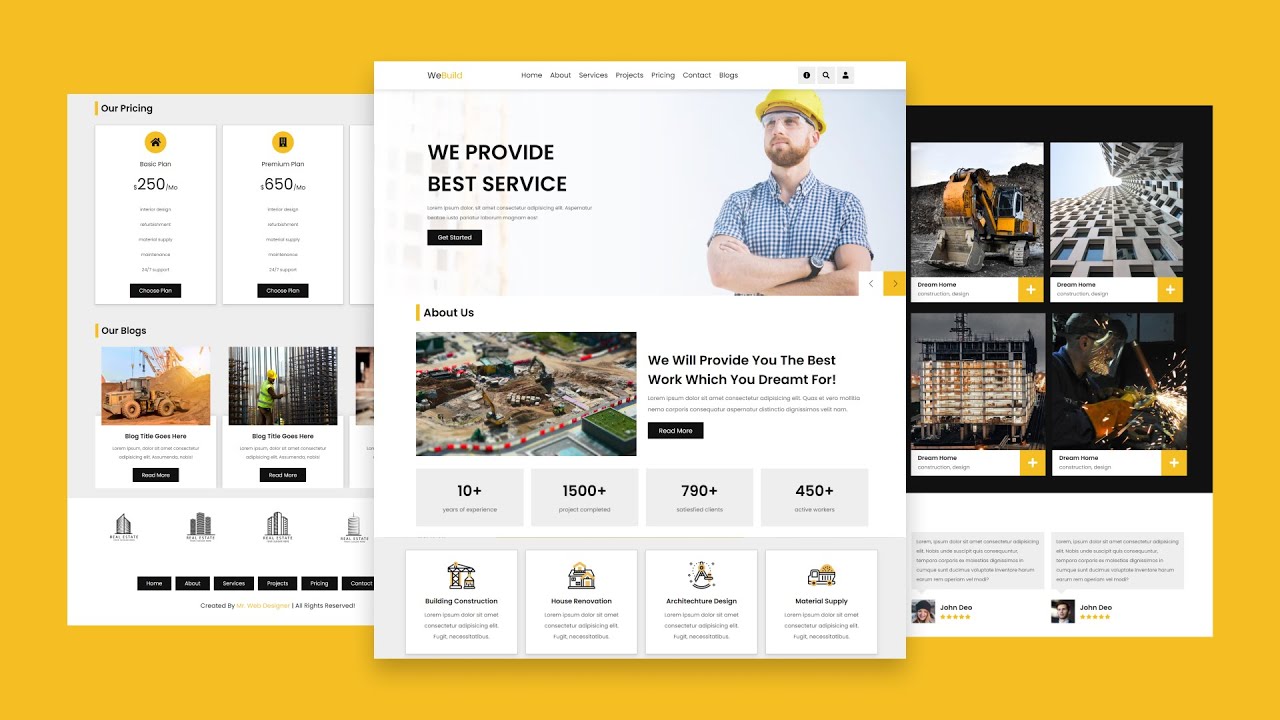 Our Pricing
Basic Plan
$250/Mo
interior design
refurbishment
material supply
maintenance
24/7 support
Choose Plan
Premium Plan
$650/Mo
interior design
refurbishment
material supply
maintenance
24/7 support
Choose Plan
Our Blogs
Blog Title Goes Here
Lorem ipsum, dolor sit amet consectetur
adipisicing elit. Assumenda, nobis!
Read More
Blog Title Goes Here
Lorem ipsum, dolor sit amet consectetur
adipisicing elit. Assumenda, nobis!
Read More
REAL ESTATE
REAL ESTATE
REAL ESTATE
REAL ESTATE
Home About Services Projects Pricing Contact
Created By Mr. Web Designer | All Rights Reserved!
WeBuild
Home About Services Projects Pricing Contact Blogs
WE PROVIDE
BEST SERVICE
Lorem ipsum dolor, sit amet consectetur adipisicing elit. Aspernatur
beatae iusto pariatur laborum magnam eos!
Get Started
About Us
We Will Provide You The Best
Work Which You Dreamt For!
Lorem ipsum dolor sit amet consectetur adipisicing elit. Quas et vero mollitia
nemo corporis consequatur aspernatur distinctio dignissimos velit nam.
Read More
10+
years of experience
1500+
project completed
790+
satiesfied clients
450+
active workers
Building Construction
Lorem ipsum dolor sit amet
consectetur adipisicing elit.
Fugit, necessitatibus.
House Renovation
Lorem ipsum dolor sit amet
consectetur adipisicing elit.
Fugit, necessitatibus.
Architechture Design
Lorem ipsum dolor sit amet
consectetur adipisicing elit.
Fugit, necessitatibus.
Material Supply
Lorem ipsum dolor sit amet
consectetur adipisicing elit.
Fugit, necessitatibus.
Dream Home
construction, design
Dream Home
construction, design
Dream Home
construction, design
Dream Home
construction, design
Lorem, ipsum dolor sit amet consectetur adipisicing
elit. Nobis unde suscipit quis consequuntur,
tempora corporis ex molestias dignissimos in
cumque sunt ducimus voluptate inventore harum
earum rem aperiam vel modi?
John Deo
Lorem, ipsum dolor sit amet consectetur adipisicing
elit. Nobis unde suscipit quis consequuntur,
tempora corporis ex molestias dignissimos in
cumque sunt ducimus voluptate inventore harum
earum rem aperiam vel modi?
John Deo